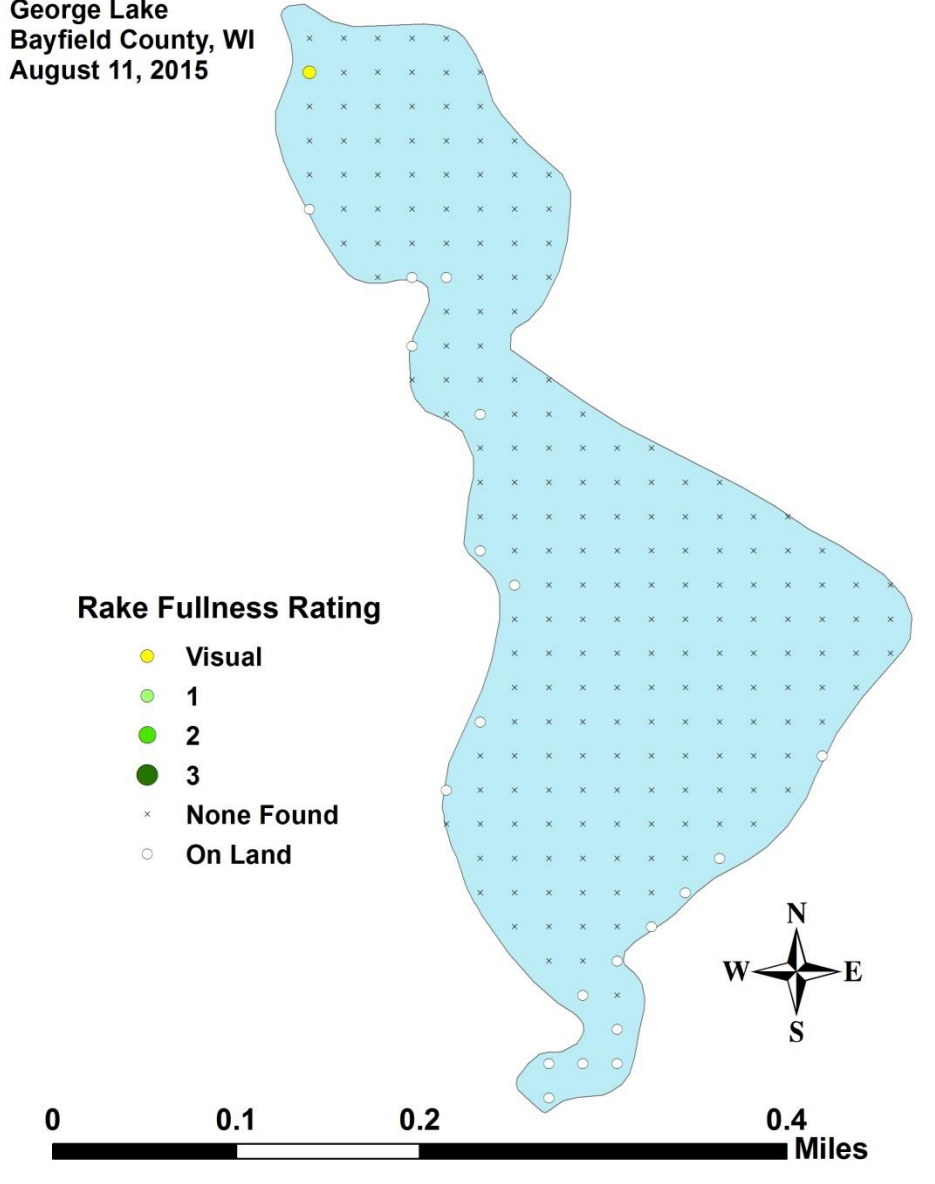 George Lake
Bayfield County, WI
August 11, 2015
Rake Fullness Rating
Visual
1
2
3
None Found
On Land
N
W E
S
0 0.1 0.2 0.4
Miles